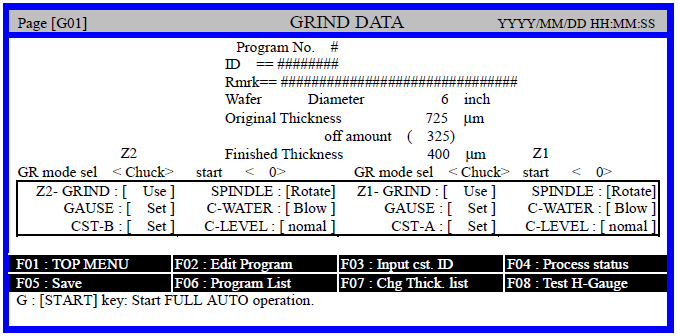 Page [G01] GRIND DATA YYYY/MM/DD HH:MM:SS
Program No. #
ID == ########
Rmrk== ###############################
Wafer Diameter 6 inch
Original Thickness 725 μm
off amount ( 325)
Z2 Finished Thickness 400 μm Z1
GR mode sel < Chuck> start < 0> GR mode sel < Chuck> start < 0>
Z2- GRIND : [ Use ] SPINDLE : [Rotate] Z1- GRIND : [ Use ] SPINDLE : [Rotate]
GAUSE : [ Set ] C-WATER : [ Blow ] GAUSE : [ Set ] C-WATER : [ Blow ]
CST-B : [ Set ] C-LEVEL : [ nomal ] CST-A : [ Set ] C-LEVEL : [ nomal ]
F01 : TOP MENU F02 : Edit Program F03 : Input cst. ID F04 : Process status
F05 : Save F06 : Program List F07 : Chg Thick. list F08 : Test H-Gauge
G : [START] key: Start FULL AUTO operation.